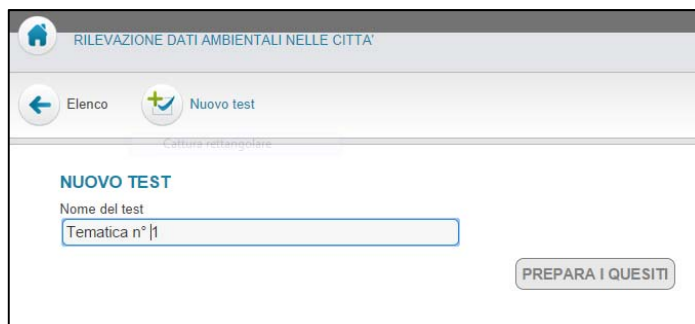 RILEVAZIONE DATI AMBIENTALI NELLE CITTA'
Elenco Nuovo test
Cattura rettangolare
NUOVO TEST
Nome del test
Tematica n° 1
PREPARA I QUESITI